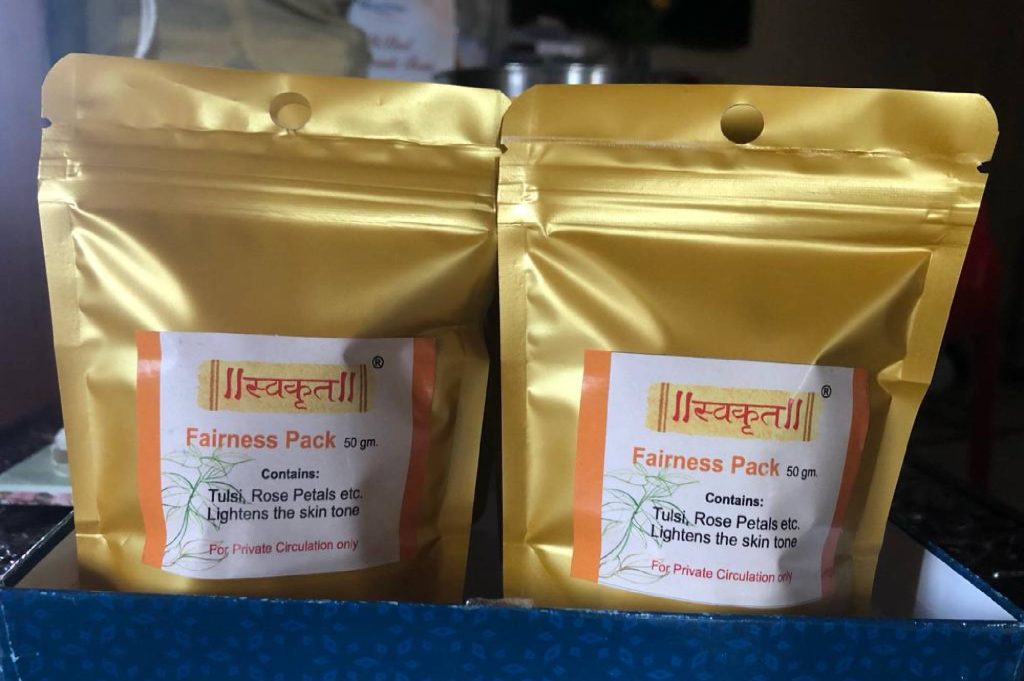 ||स्वकृत|| ®
Fairness Pack 50 gm.
Contains:
Tulsi, Rose Petals etc.
Lightens the skin tone
For Private Circulation only
||स्वकृत|| ®
Fairness Pack 50 gm.
Contains:
Tulsi, Rose Petals etc.
Lightens the skin tone
For Private Circulation only